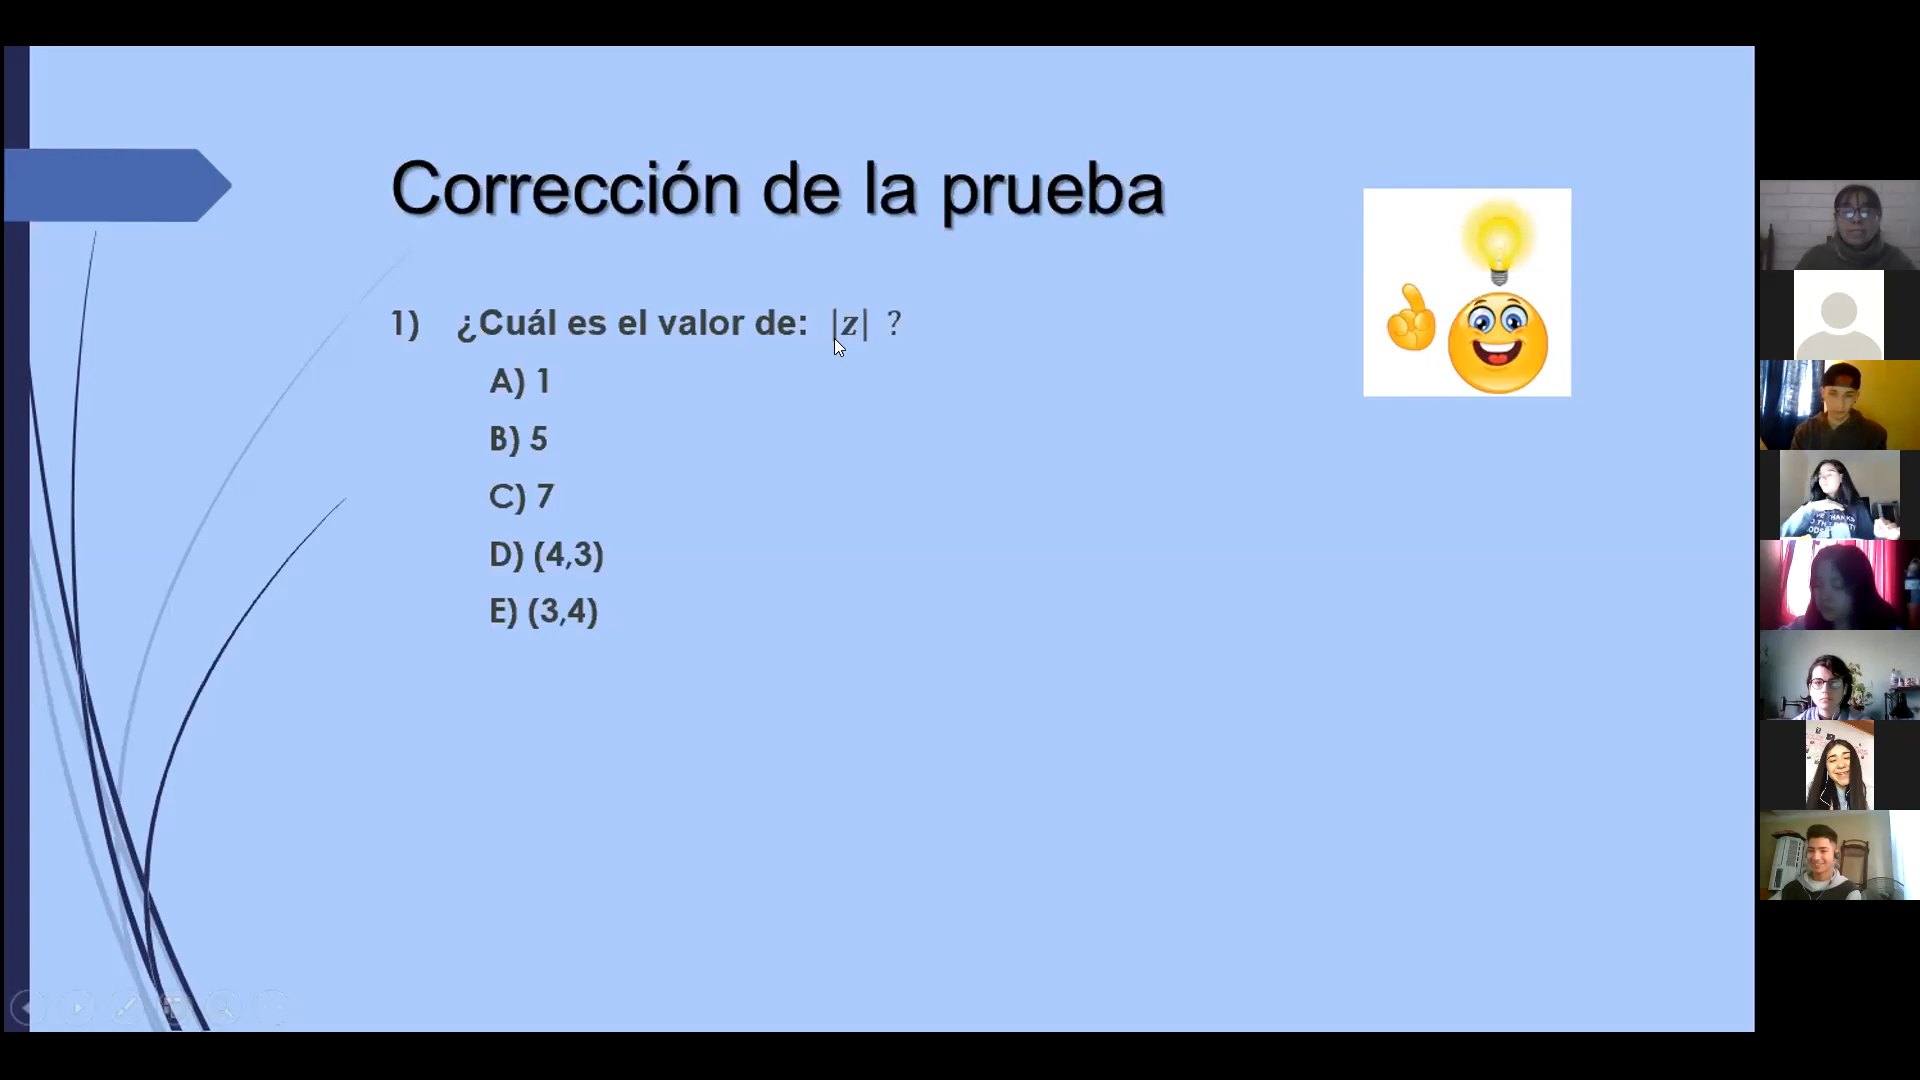 Corrección de la prueba
1) ¿Cuál es el valor de: |z| ?
A) 1
B) 5
C) 7
D) (4,3)
E) (3,4)